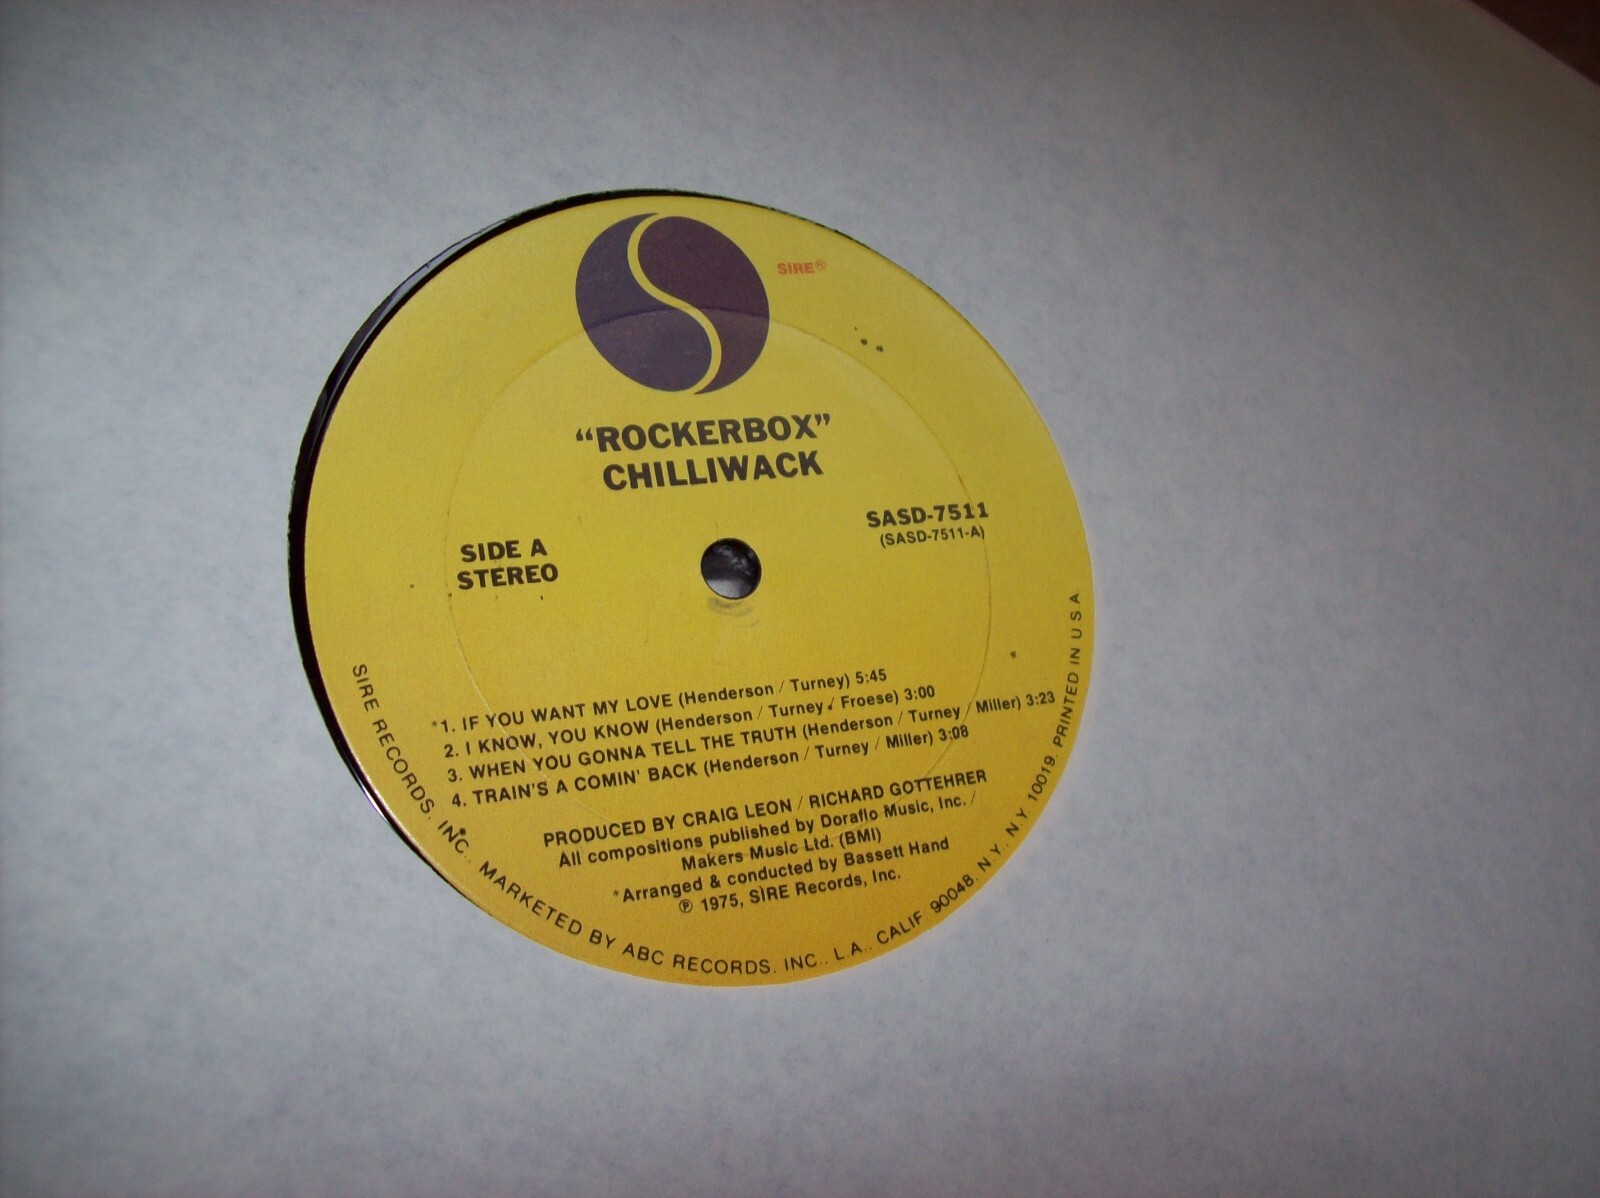 SIRE®
“ROCKERBOX”
CHILLIWACK
SASD-7511
(SASD-7511-A)
SIDE A
STEREO
*1. IF YOU WANT MY LOVE (Henderson / Turney) 5:45
2. I KNOW, YOU KNOW (Henderson / Turney / Froese) 3:00
3. WHEN YOU GONNA TELL THE TRUTH (Henderson / Turney / Miller) 3:23
4. TRAIN'S A COMIN' BACK (Henderson / Turney / Miller) 3:08
PRODUCED BY CRAIG LEON / RICHARD GOTTEHRER
All compositions published by Doraflo Music, Inc. /
Makers Music Ltd. (BMI)
*Arranged & conducted by Bassett Hand
℗ 1975, SIRE Records, Inc.
SIRE RECORDS, INC., MARKETED BY ABC RECORDS, INC., L.A., CALIF. 90048. N.Y., N.Y. 10019. PRINTED IN U S A